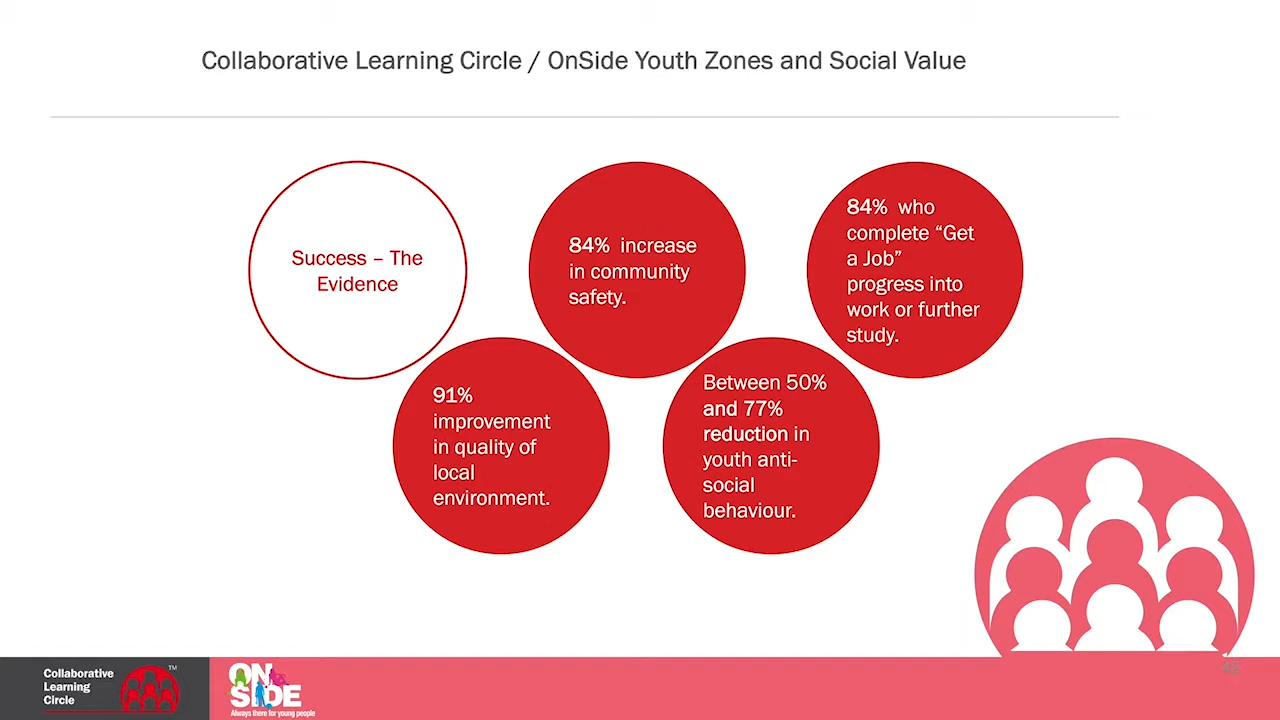 Collaborative Learning Circle / OnSide Youth Zones and Social Value
Success – The
Evidence
84% increase
in community
safety.
84% who
complete “Get
a Job”
progress into
work or further
study.
91%
improvement
in quality of
local
environment.
Between 50%
and 77%
reduction in
youth anti-
social
behaviour.
Collaborative
Learning
Circle
TM
ON
SIDE
Always there for young people
42